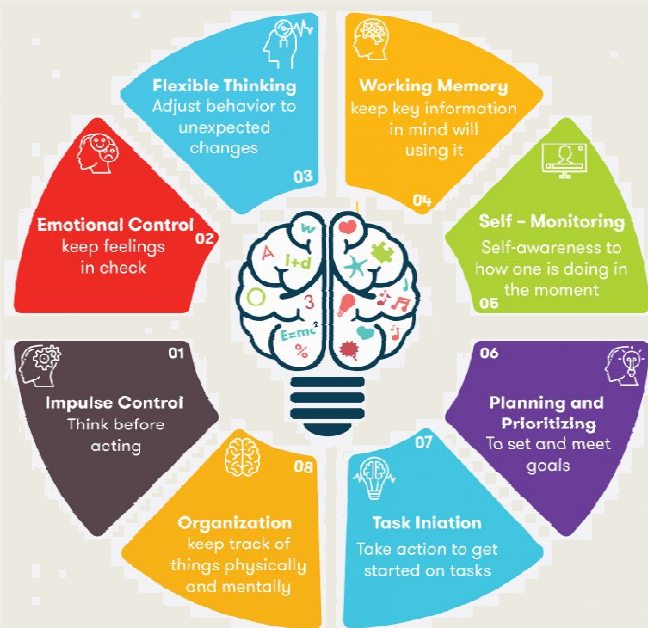 01
Impulse Control
Think before
acting
Emotional Control
02
keep feelings
in check
Flexible Thinking
Adjust behavior to
unexpected
changes
03
Working Memory
keep key information
in mind will
using it
04
Self – Monitoring
Self-awareness to
how one is doing in
the moment
05
06
Planning and
Prioritizing
To set and meet
goals
07
Task Iniation
Take action to get
started on tasks
08
Organization
keep track of
things physically
and mentally
w
A
i+d
3
E=mc²
%